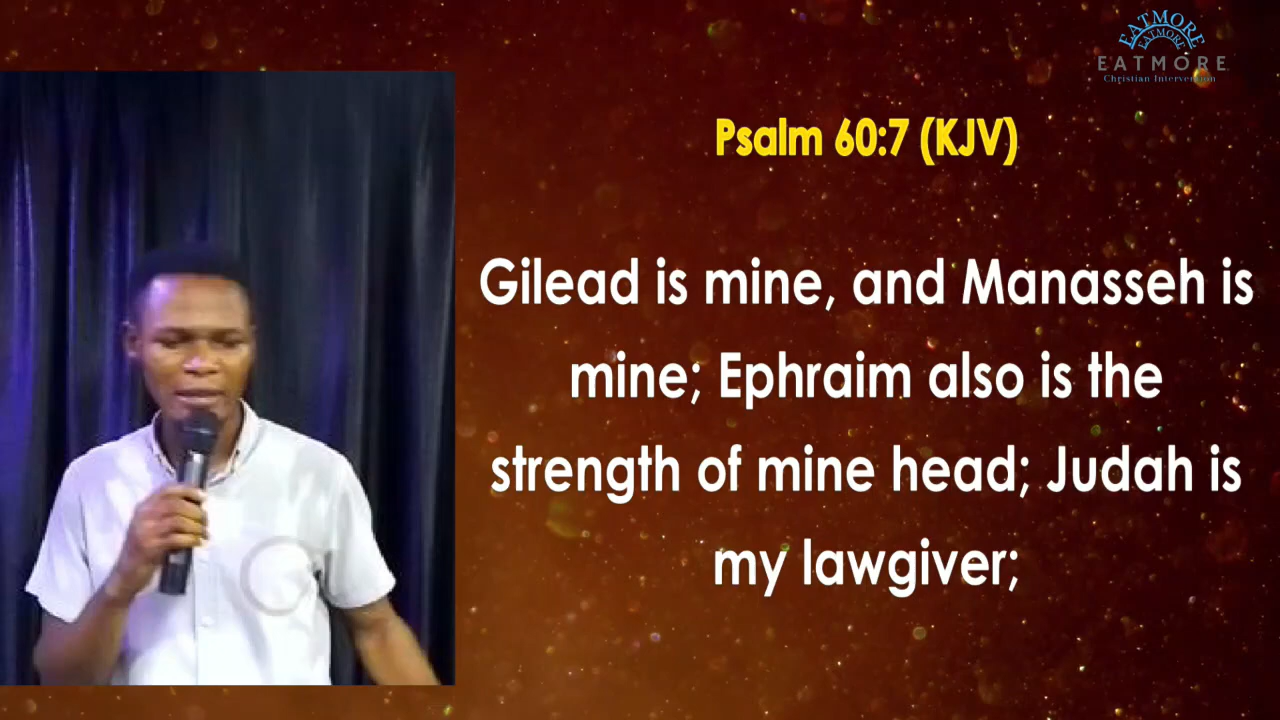 EATMORE
EATMORE
EATMORE
Christian Intervention
Psalm 60:7 (KJV)
Gilead is mine, and Manasseh is
mine; Ephraim also is the
strength of mine head; Judah is
my lawgiver;